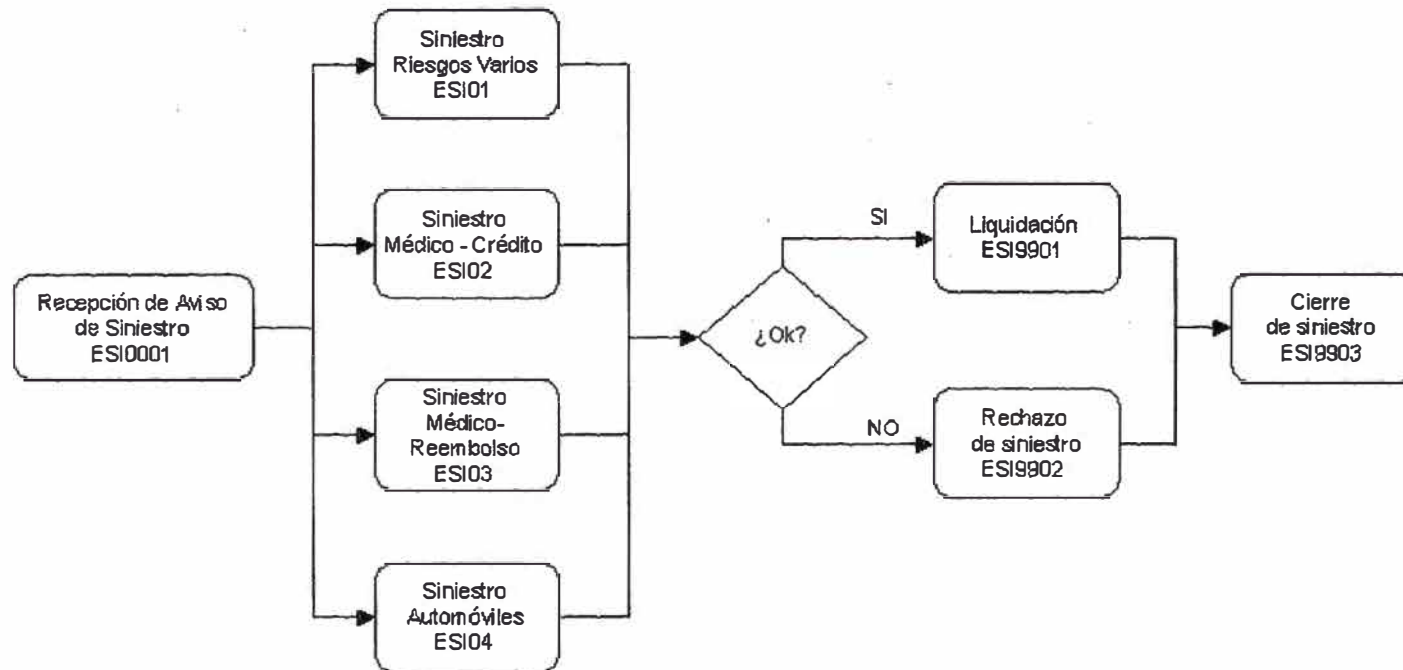 Recepción de Aviso
de Siniestro
ESI0001
Siniestro
Riesgos Varios
ESI01
Siniestro
Médico - Crédito
ESI02
Siniestro
Médico-
Reembolso
ESI03
Siniestro
Automóviles
ESI04
¿Ok?
SI
NO
Liquidación
ESI9901
Rechazo
de siniestro
ESI9902
Cierre
de siniestro
ESI9903